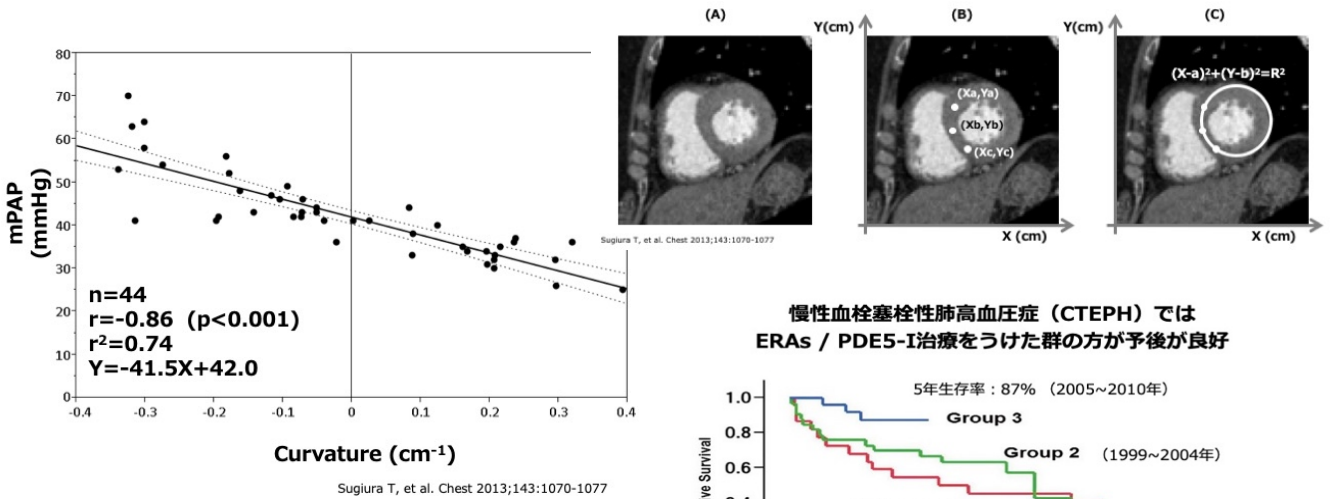 80
70
60
50
40
30
20
10
0
mPAP
(mmHg)
n=44
r=-0.86 (p<0.001)
r²=0.74
Y=-41.5X+42.0
-0.4 -0.3 -0.2 -0.1 0 0.1 0.2 0.3 0.4
Curvature (cm⁻¹)
Sugiura T, et al. Chest 2013;143:1070-1077
(A)
Sugiura T, et al. Chest 2013;143:1070-1077
(B)
Y(cm)
(Xa,Ya)
(Xb,Yb)
(Xc,Yc)
X (cm)
(C)
Y(cm)
(X-a)²+(Y-b)²=R²
X (cm)
慢性血栓塞栓性肺高血圧症（CTEPH）では
ERAs / PDE5-I治療をうけた群の方が予後が良好
5年生存率：87% （2005~2010年）
1.0
Group 3
0.8
Group 2 （1999~2004年）
0.6
Survival